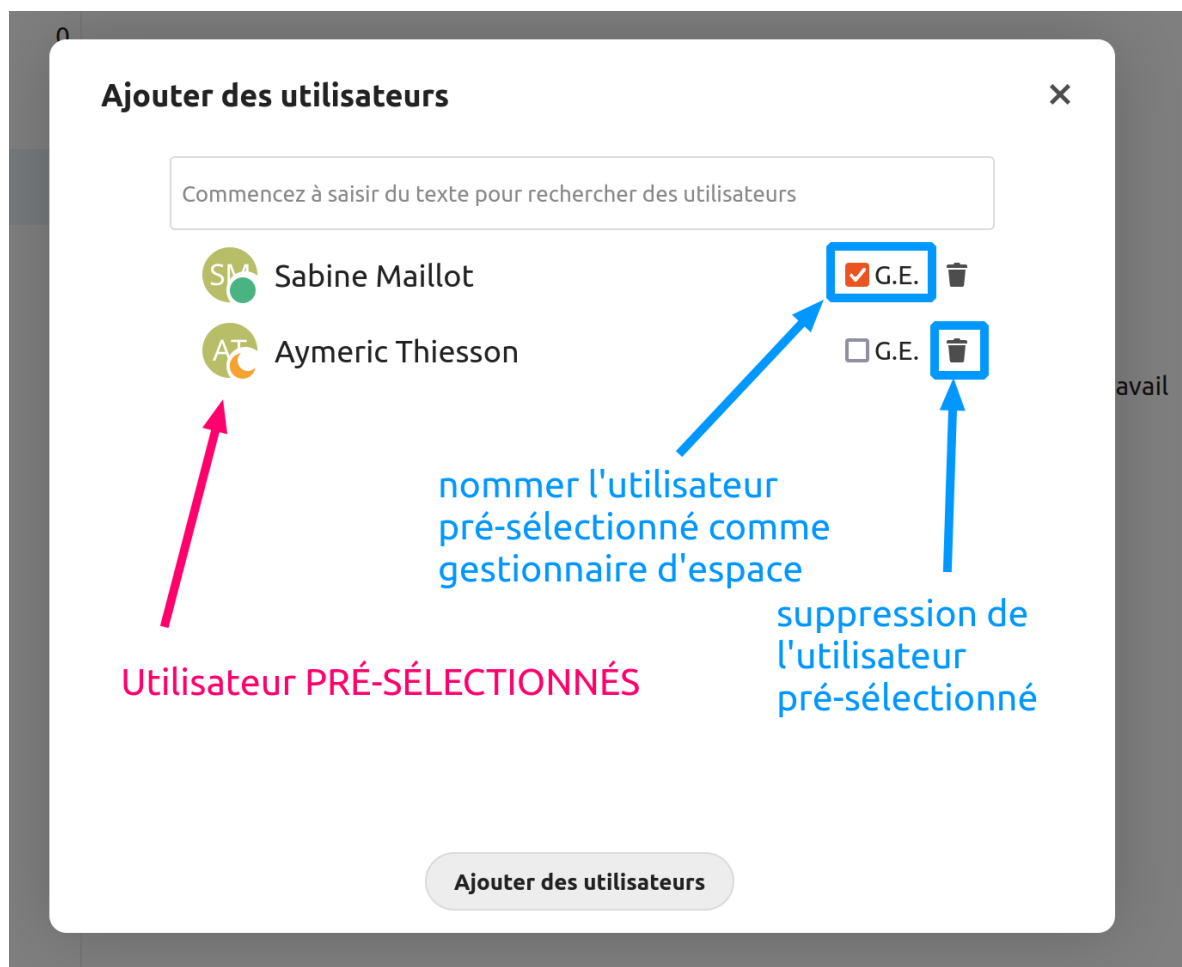 0
Ajouter des utilisateurs
Commencez à saisir du texte pour rechercher des utilisateurs
SM Sabine Maillot G.E.
AT Aymeric Thiesson G.E.
avail
nommer l'utilisateur
pré-sélectionné comme
gestionnaire d'espace
suppression de
l'utilisateur
pré-sélectionné
Utilisateur PRÉ-SÉLECTIONNÉS
Ajouter des utilisateurs